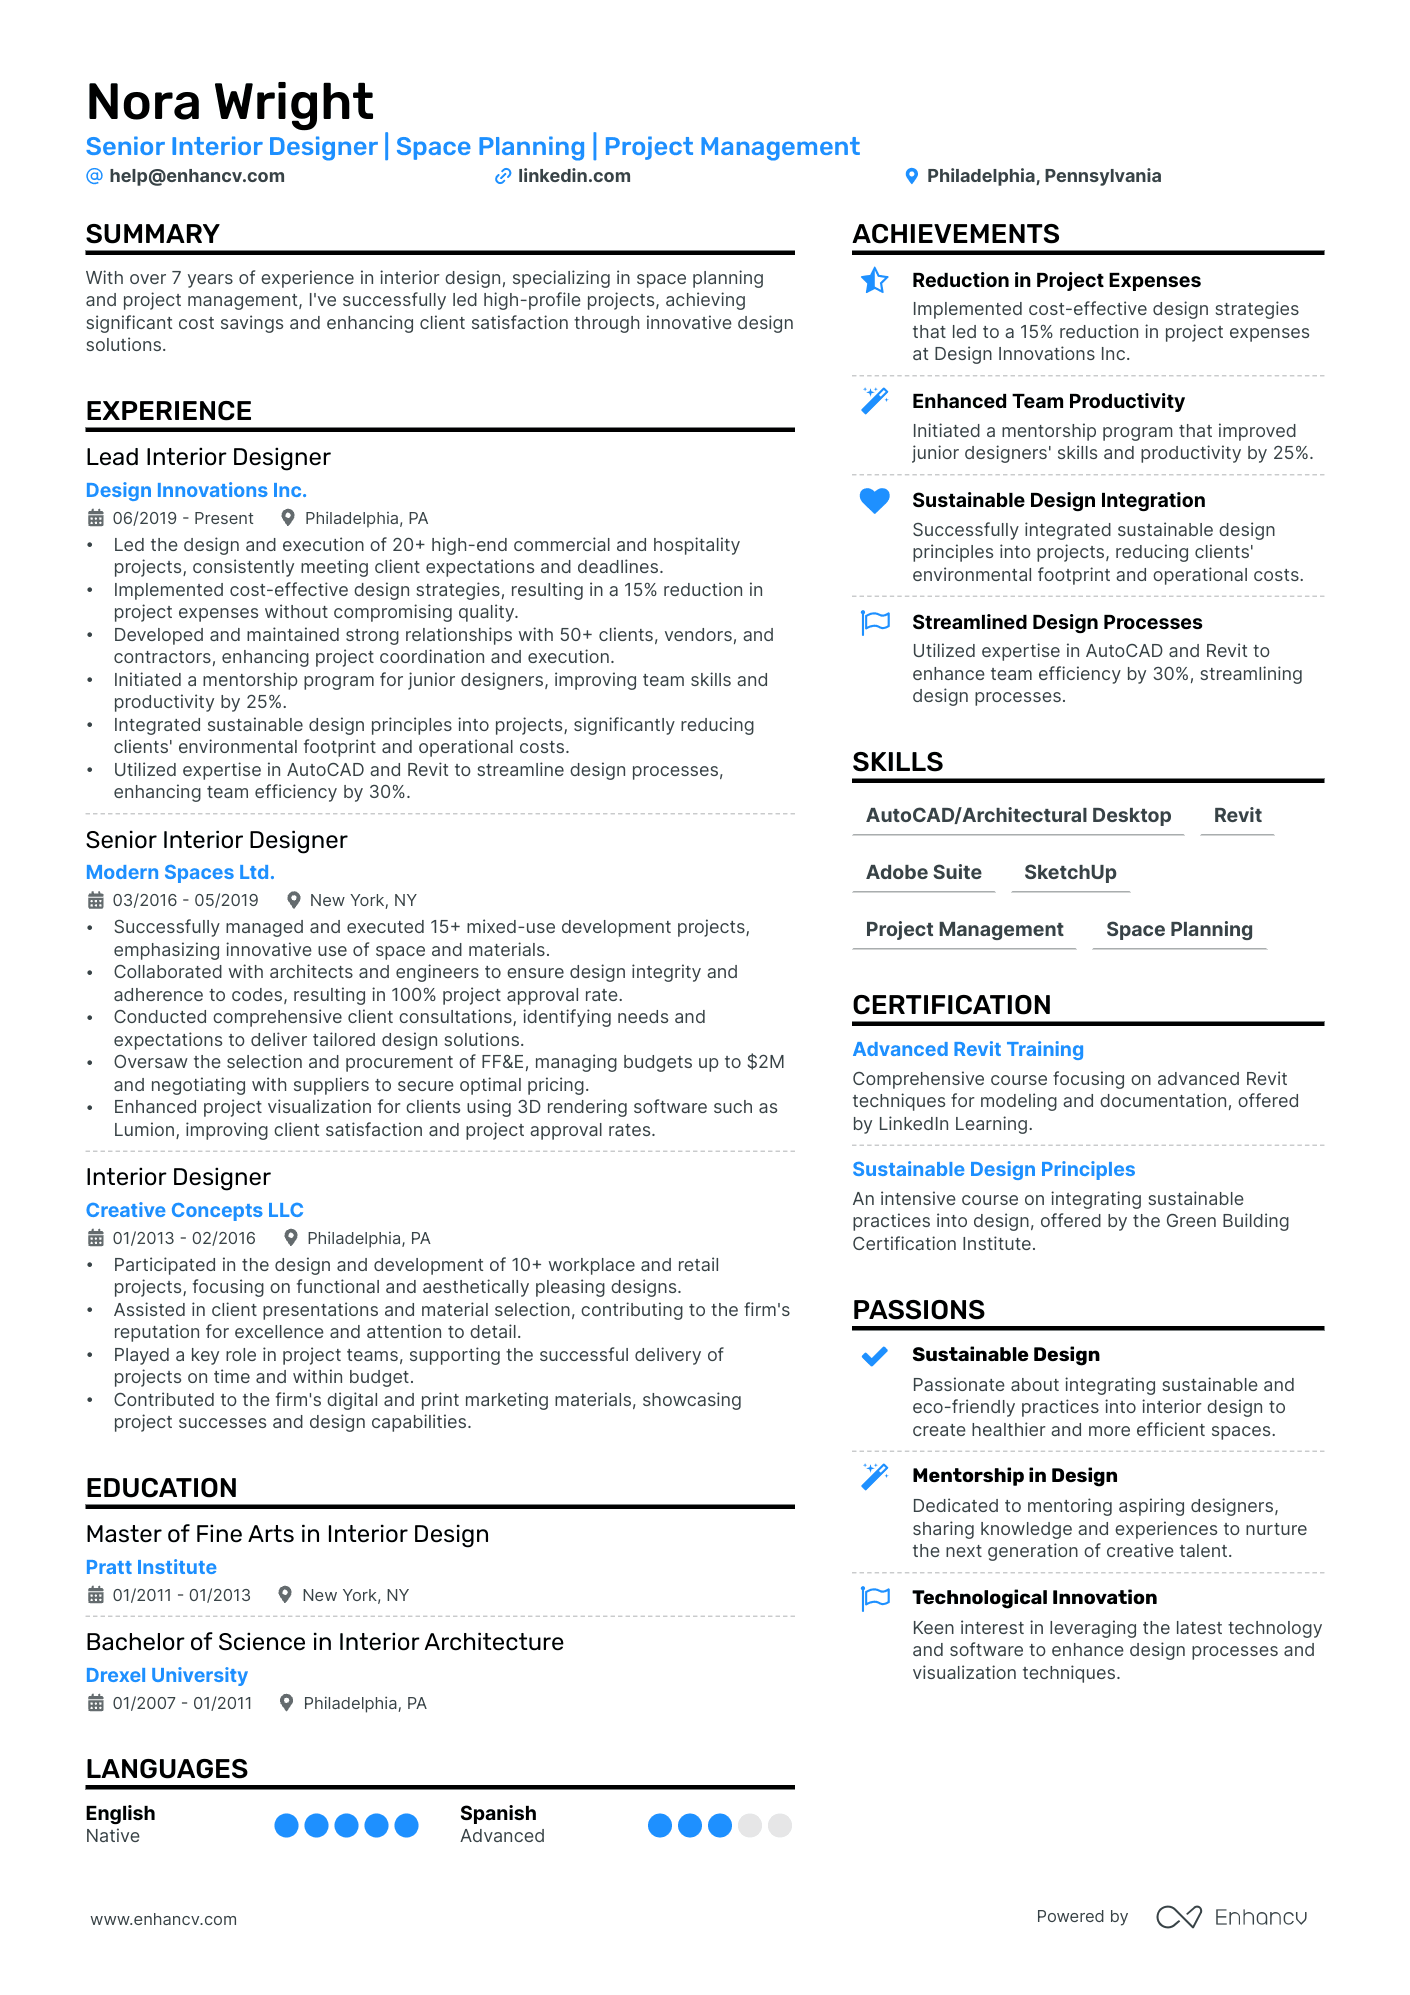 Nora Wright
Senior Interior Designer | Space Planning | Project Management
help@enhancv.com
linkedin.com
Philadelphia, Pennsylvania
SUMMARY
With over 7 years of experience in interior design, specializing in space planning
and project management, I've successfully led high-profile projects, achieving
significant cost savings and enhancing client satisfaction through innovative design
solutions.
EXPERIENCE
Lead Interior Designer
Design Innovations Inc.
06/2019 - Present Philadelphia, PA
• Led the design and execution of 20+ high-end commercial and hospitality
projects, consistently meeting client expectations and deadlines.
• Implemented cost-effective design strategies, resulting in a 15% reduction in
project expenses without compromising quality.
• Developed and maintained strong relationships with 50+ clients, vendors, and
contractors, enhancing project coordination and execution.
• Initiated a mentorship program for junior designers, improving team skills and
productivity by 25%.
• Integrated sustainable design principles into projects, significantly reducing
clients' environmental footprint and operational costs.
• Utilized expertise in AutoCAD and Revit to streamline design processes,
enhancing team efficiency by 30%.
Senior Interior Designer
Modern Spaces Ltd.
03/2016 - 05/2019 New York, NY
• Successfully managed and executed 15+ mixed-use development projects,
emphasizing innovative use of space and materials.
• Collaborated with architects and engineers to ensure design integrity and
adherence to codes, resulting in 100% project approval rate.
• Conducted comprehensive client consultations, identifying needs and
expectations to deliver tailored design solutions.
• Oversaw the selection and procurement of FF&E, managing budgets up to $2M
and negotiating with suppliers to secure optimal pricing.
• Enhanced project visualization for clients using 3D rendering software such as
Lumion, improving client satisfaction and project approval rates.
Interior Designer
Creative Concepts LLC
01/2013 - 02/2016 Philadelphia, PA
• Participated in the design and development of 10+ workplace and retail
projects, focusing on functional and aesthetically pleasing designs.
• Assisted in client presentations and material selection, contributing to the firm's
reputation for excellence and attention to detail.
• Played a key role in project teams, supporting the successful delivery of
projects on time and within budget.
• Contributed to the firm's digital and print marketing materials, showcasing
project successes and design capabilities.
EDUCATION
Master of Fine Arts in Interior Design
Pratt Institute
01/2011 - 01/2013 New York, NY
Bachelor of Science in Interior Architecture
Drexel University
01/2007 - 01/2011 Philadelphia, PA
LANGUAGES
English
Native
Spanish
Advanced
ACHIEVEMENTS
Reduction in Project Expenses
Implemented cost-effective design strategies
that led to a 15% reduction in project expenses
at Design Innovations Inc.
Enhanced Team Productivity
Initiated a mentorship program that improved
junior designers' skills and productivity by 25%.
Sustainable Design Integration
Successfully integrated sustainable design
principles into projects, reducing clients'
environmental footprint and operational costs.
Streamlined Design Processes
Utilized expertise in AutoCAD and Revit to
enhance team efficiency by 30%, streamlining
design processes.
SKILLS
AutoCAD/Architectural Desktop Revit
Adobe Suite SketchUp
Project Management Space Planning
CERTIFICATION
Advanced Revit Training
Comprehensive course focusing on advanced Revit
techniques for modeling and documentation, offered
by LinkedIn Learning.
Sustainable Design Principles
An intensive course on integrating sustainable
practices into design, offered by the Green Building
Certification Institute.
PASSIONS
Sustainable Design
Passionate about integrating sustainable and
eco-friendly practices into interior design to
create healthier and more efficient spaces.
Mentorship in Design
Dedicated to mentoring aspiring designers,
sharing knowledge and experiences to nurture
the next generation of creative talent.
Technological Innovation
Keen interest in leveraging the latest technology
and software to enhance design processes and
visualization techniques.
www.enhancv.com
Powered by Enhancv